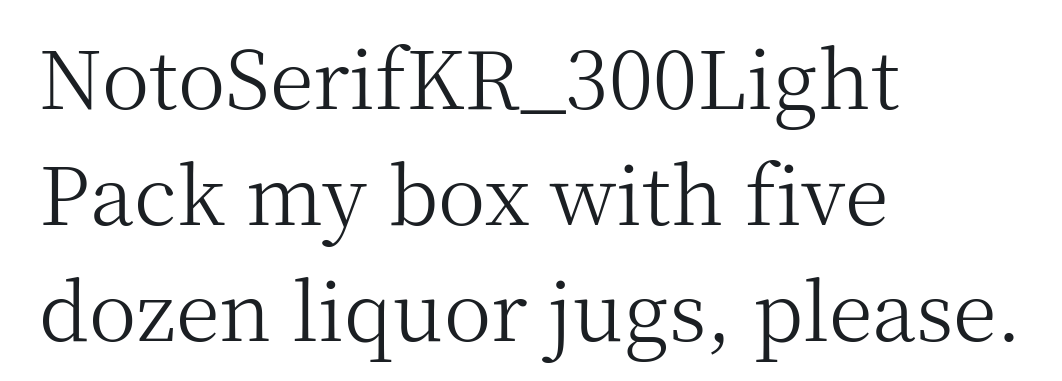 NotoSerifKR_300Light
Pack my box with five
dozen liquor jugs, please.